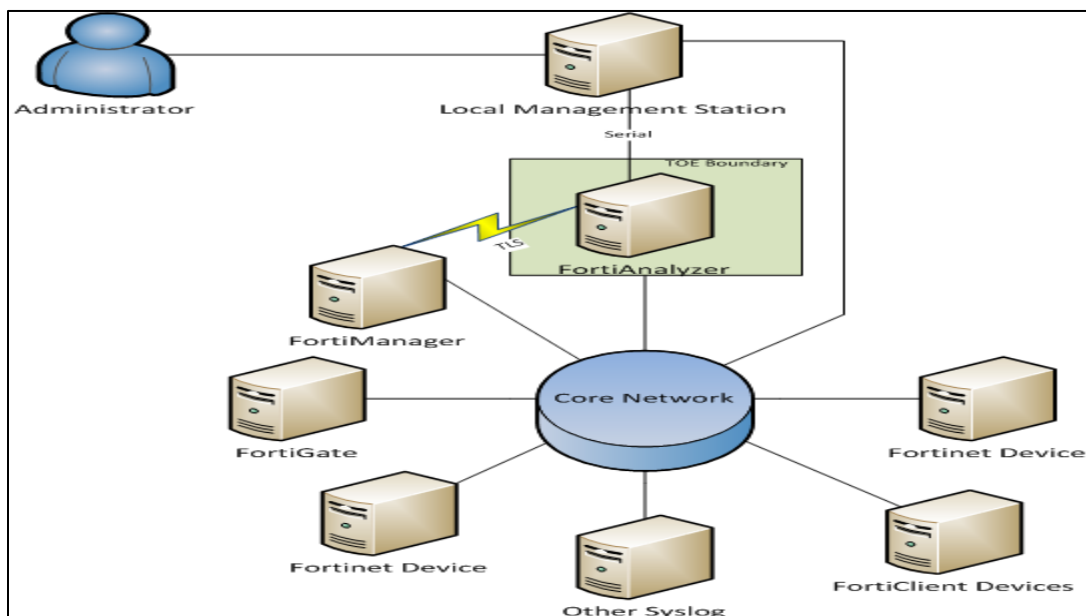 Administrator
Local Management Station
Serial
TOE Boundary
TLS
FortiAnalyzer
FortiManager
Core Network
FortiGate
Fortinet Device
Fortinet Device
FortiClient Devices
Other Syslog